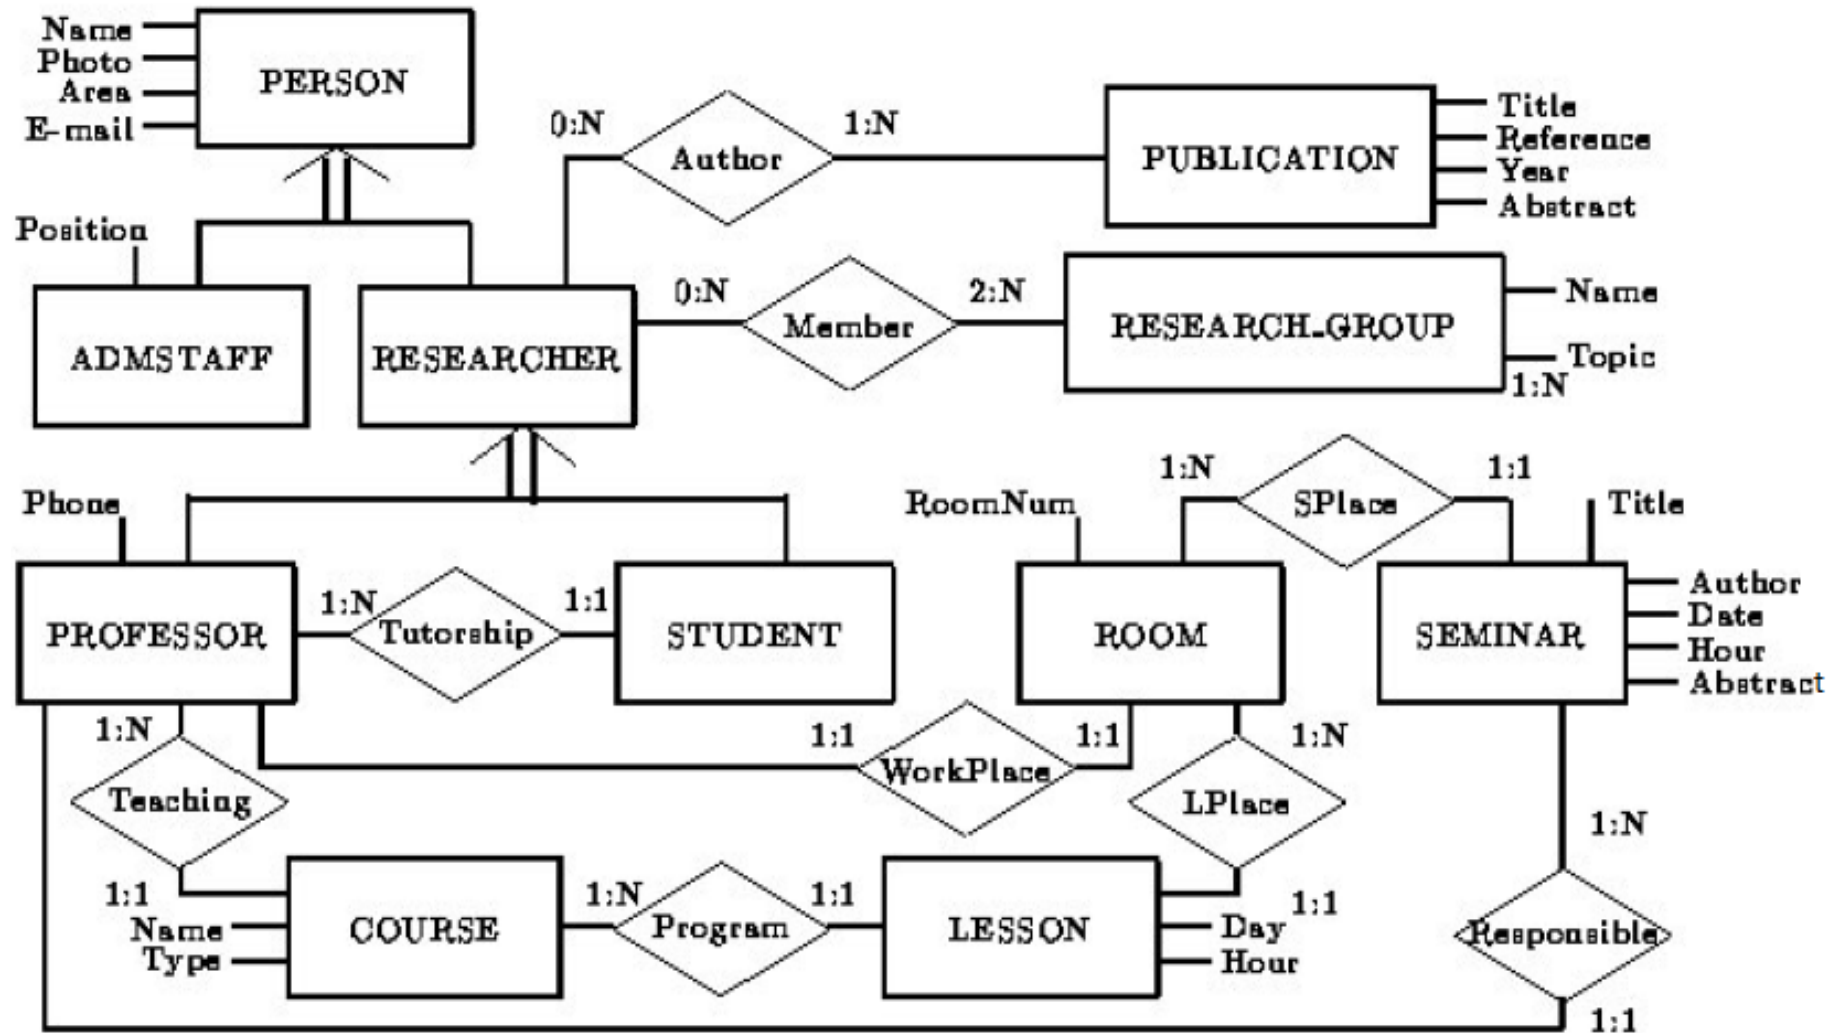 Name
Photo
Area
E-mail
PERSON
0:N
Author
1:N
PUBLICATION
Title
Reference
Year
Abstract
Position
ADMSTAFF
RESEARCHER
0:N
Member
2:N
RESEARCH-GROUP
Name
Topic
1:N
Phone
PROFESSOR
1:N
Tutorship
1:1
STUDENT
RoomNum
ROOM
1:N
SPlace
1:1
Title
SEMINAR
Author
Date
Hour
Abstract
1:N
Teaching
1:1
1:1
WorkPlace
1:1
1:N
LPlace
1:1
Name
Type
COURSE
1:N
Program
1:1
LESSON
Day
Hour
1:N
Responsible
1:1